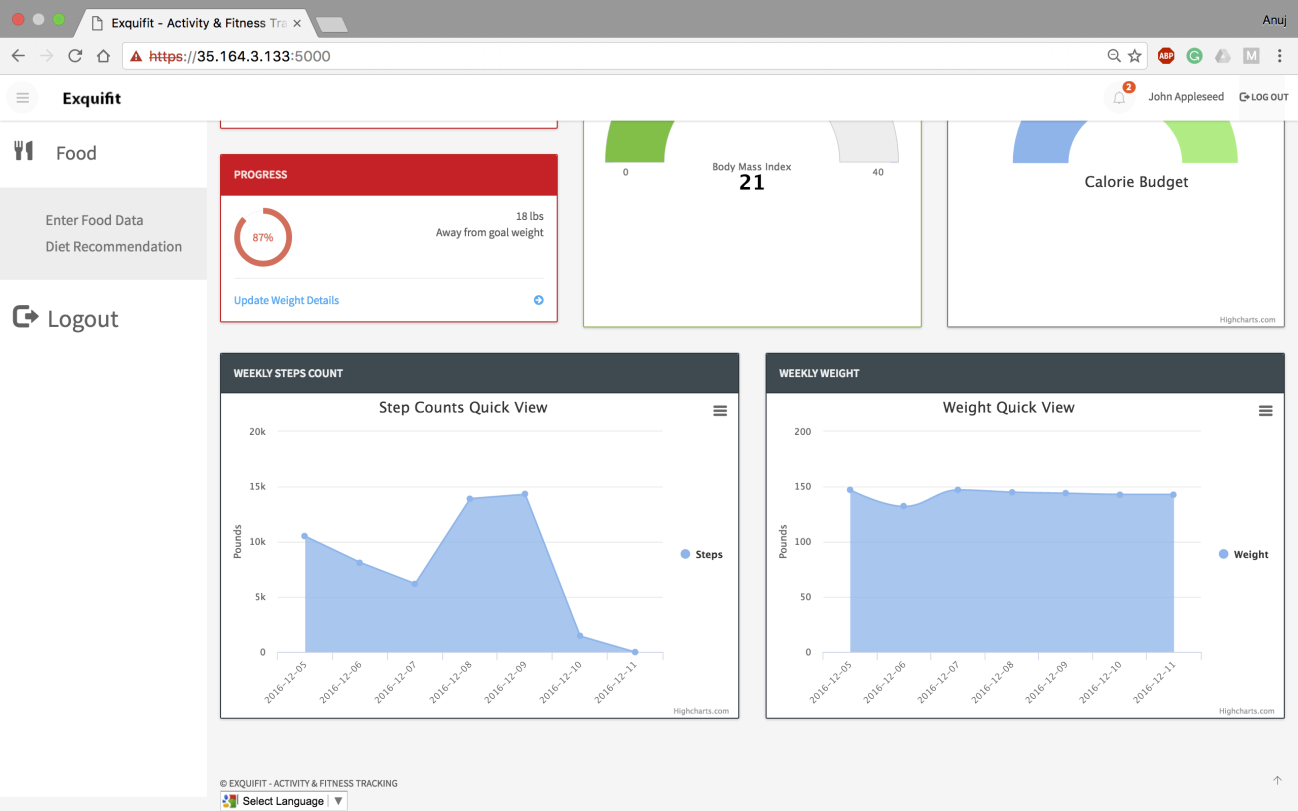 Exquifit - Activity & Fitness Tra
Anuj
https://35.164.3.133:5000
ABP
G
M
Exquifit
2
John Appleseed
LOG OUT
Food
Enter Food Data
Diet Recommendation
Logout
PROGRESS
87%
18 lbs
Away from goal weight
Update Weight Details
0
Body Mass Index
21
40
Calorie Budget
Highcharts.com
WEEKLY STEPS COUNT
Step Counts Quick View
20k
15k
10k
5k
0
Pounds
Steps
2016-12-05
2016-12-06
2016-12-07
2016-12-08
2016-12-09
2016-12-10
2016-12-11
Highcharts.com
WEEKLY WEIGHT
Weight Quick View
200
150
100
50
0
Pounds
Weight
2016-12-05
2016-12-06
2016-12-07
2016-12-08
2016-12-09
2016-12-10
2016-12-11
Highcharts.com
© EXQUIFIT - ACTIVITY & FITNESS TRACKING
Select Language